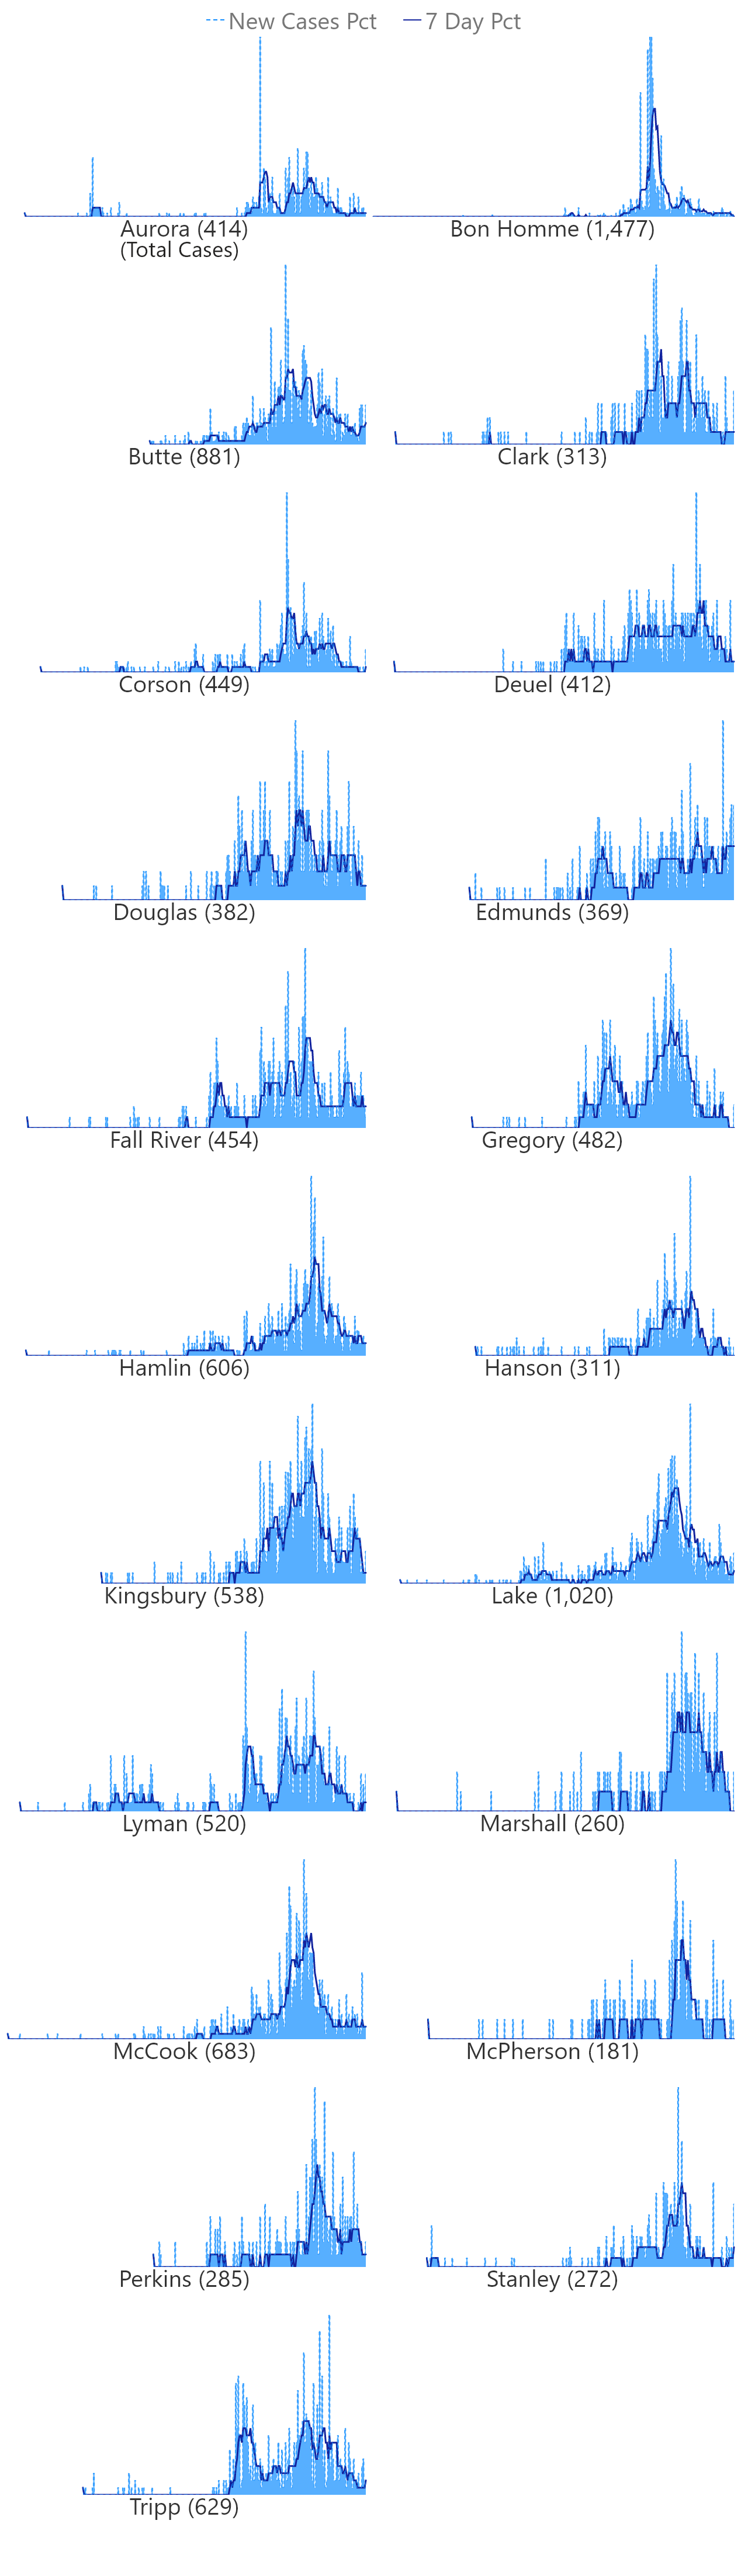 New Cases Pct 7 Day Pct
Aurora (414) Bon Homme (1,477)
(Total Cases)
Butte (881) Clark (313)
Corson (449) Deuel (412)
Douglas (382) Edmunds (369)
Fall River (454) Gregory (482)
Hamlin (606) Hanson (311)
Kingsbury (538) Lake (1,020)
Lyman (520) Marshall (260)
McCook (683) McPherson (181)
Perkins (285) Stanley (272)
Tripp (629)